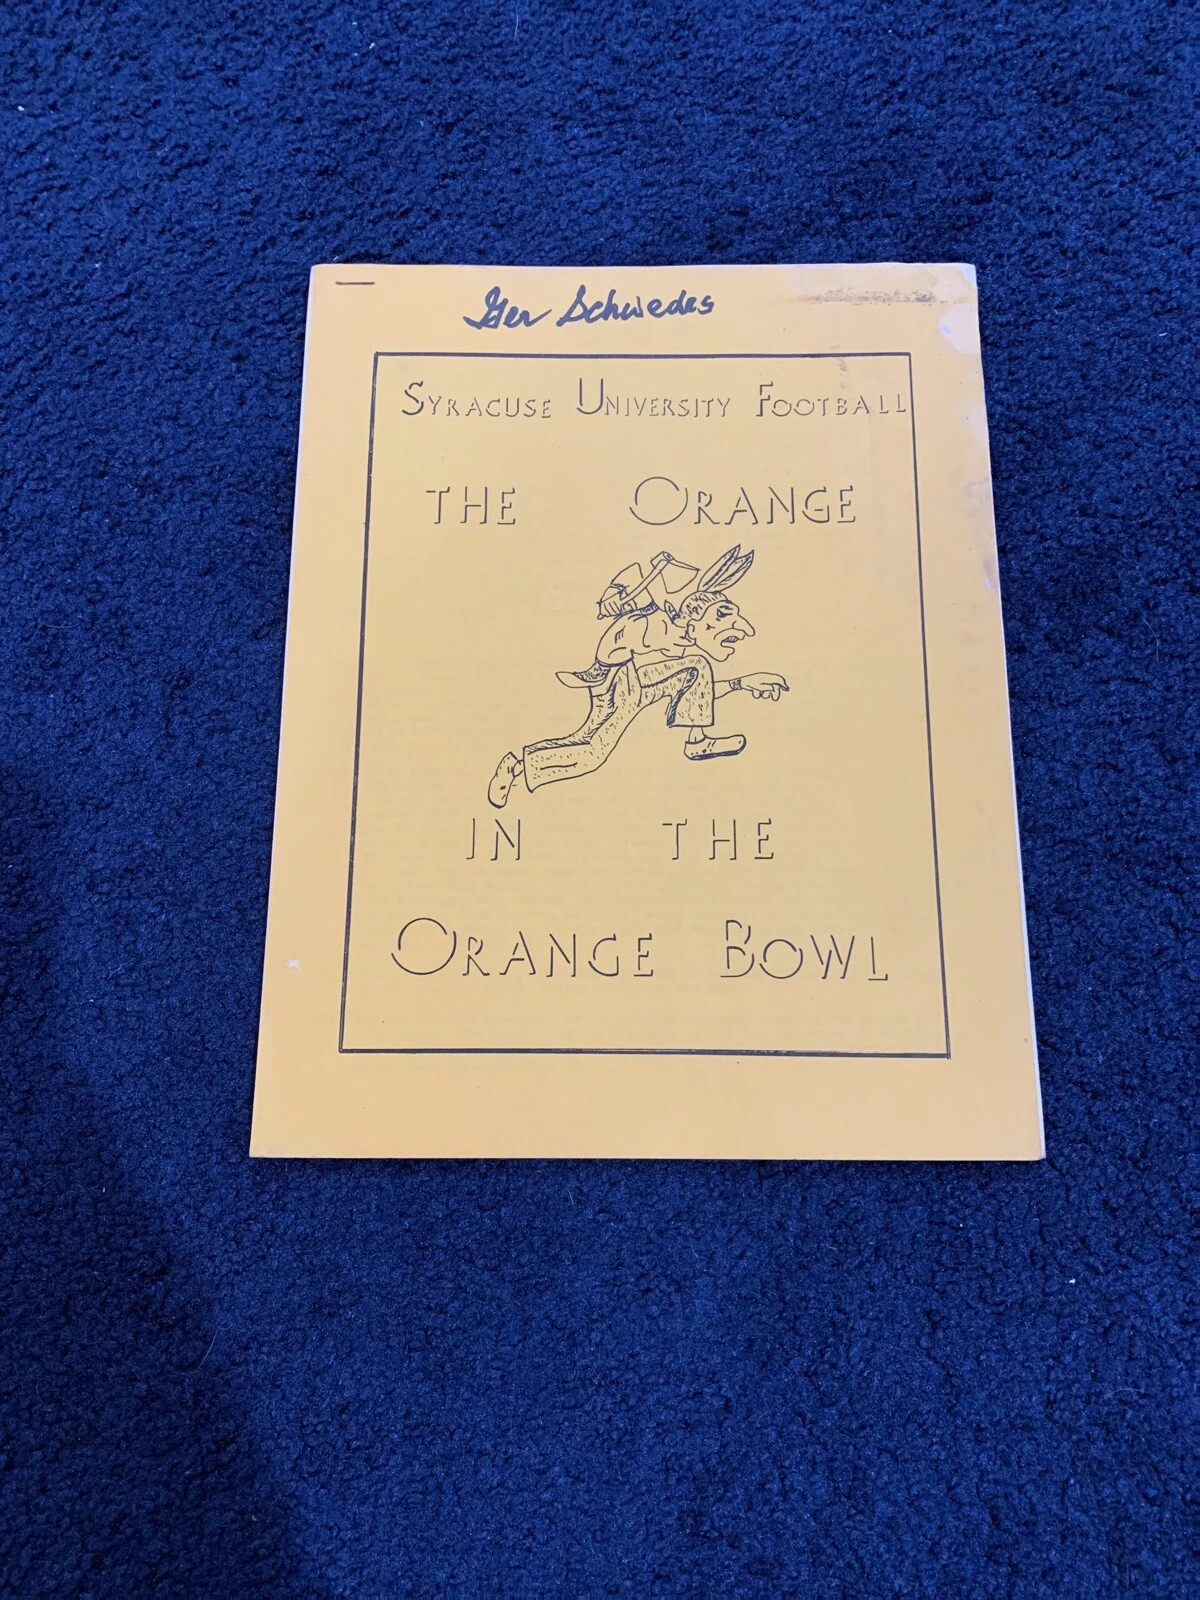 Ger Schwedes
SYRACUSE UNIVERSITY FOOTBALL
THE ORANGE
IN THE
ORANGE BOWL